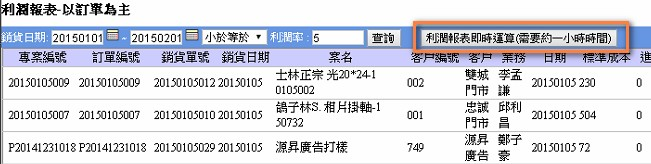 利潤報表-以訂單為主
銷貨日期: 20150101 - 20150201 小於等於 利潤率: 5 查詢 利潤報表即時運算(需要約一小時時間)
專案編號 訂單編號 銷貨單號 銷貨日期 案名 客戶編號 客戶 業務 日期 標準成本 進
20150105009 20150105009 20150105012 20150105 士林正宗 光20*24-1 0105002 002 雙城門市 李孟謙 20150105 230 0
20150105007 20150105007 20150105010 20150105 鴿子林S. 相片掛軸-1 50732 001 忠誠門市 邱利昌 20150105 504 0
P20141231018 P20141231018 20150105029 20150105 源昇廣告打樣 749 源昇廣告 鄭子豪 20150105 72 0